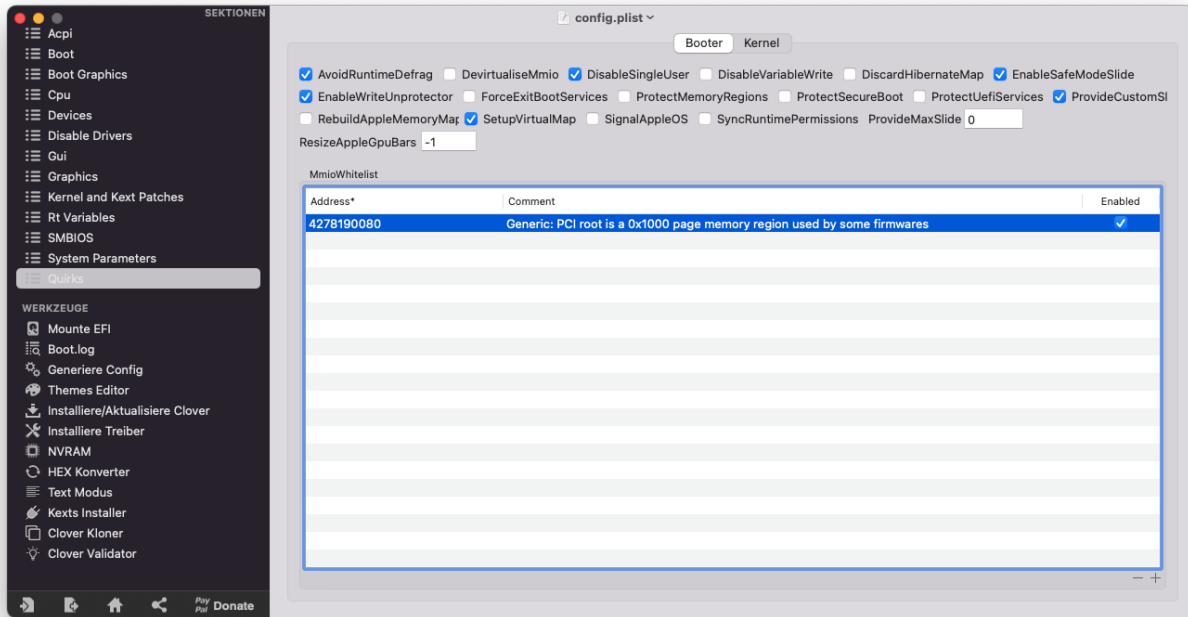 SEKTIONEN
Acpi
Boot
Boot Graphics
Cpu
Devices
Disable Drivers
Gui
Graphics
Kernel and Kext Patches
Rt Variables
SMBIOS
System Parameters
Quirks
WERKZEUGE
Mounte EFI
Boot.log
Generiere Config
Themes Editor
Installiere/Aktualisiere Clover
Installiere Treiber
NVRAM
HEX Konverter
Text Modus
Kexts Installer
Clover Kloner
Clover Validator
Pay Pal Donate
config.plist
Booter Kernel
AvoidRuntimeDefrag DevirtualiseMmio DisableSingleUser DisableVariableWrite DiscardHibernateMap EnableSafeModeSlide
EnableWriteUnprotector ForceExitBootServices ProtectMemoryRegions ProtectSecureBoot ProtectUefiServices ProvideCustomSl
RebuildAppleMemoryMap SetupVirtualMap SignalAppleOS SyncRuntimePermissions ProvideMaxSlide 0
ResizeAppleGpuBars -1
MmioWhitelist
Address* Comment Enabled
4278190080 Generic: PCI root is a 0x1000 page memory region used by some firmwares